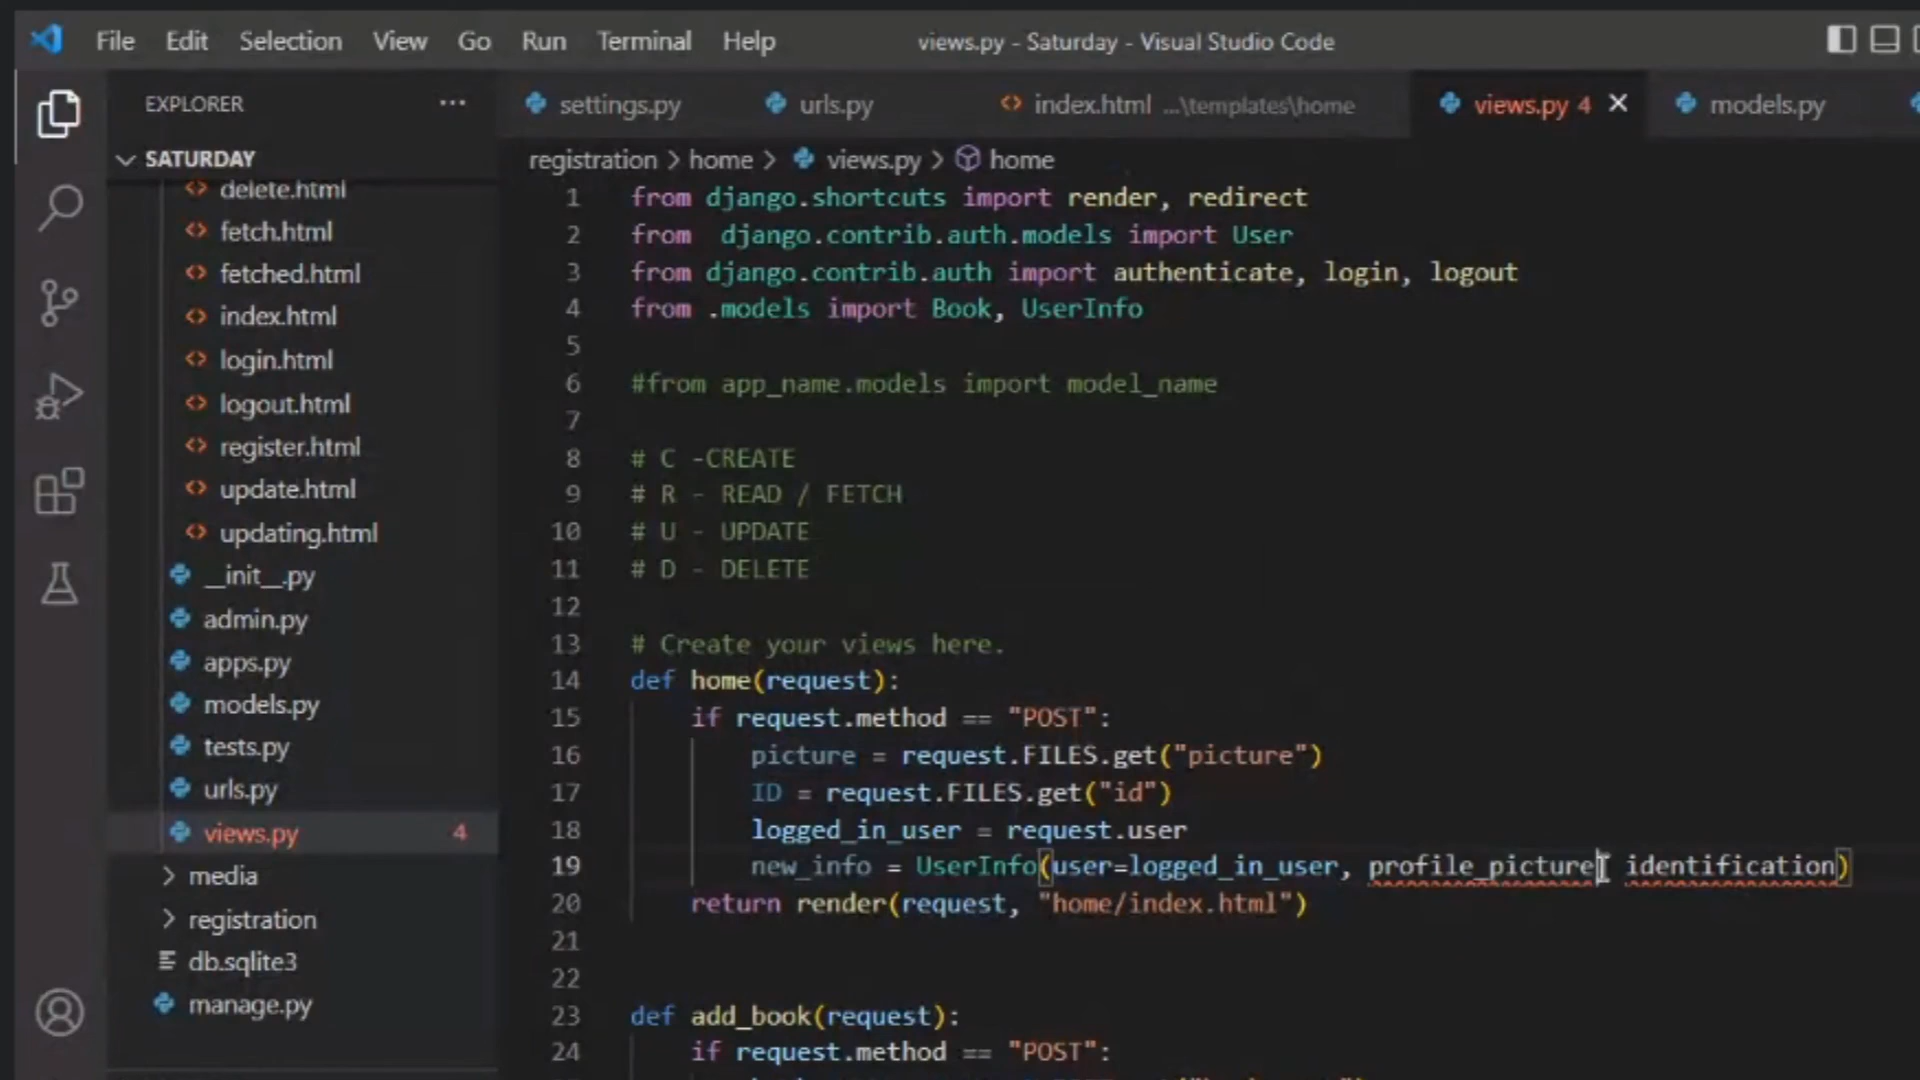 File Edit Selection View Go Run Terminal Help
views.py - Saturday - Visual Studio Code
EXPLORER ...
settings.py
urls.py
index.html ...\templates\home
views.py 4
models.py
SATURDAY
registration > home > views.py > home
delete.html
fetch.html
fetched.html
index.html
login.html
logout.html
register.html
update.html
updating.html
__init__.py
admin.py
apps.py
models.py
tests.py
urls.py
views.py 4
media
registration
db.sqlite3
manage.py
1 from django.shortcuts import render, redirect
2 from  django.contrib.auth.models import User
3 from django.contrib.auth import authenticate, login, logout
4 from .models import Book, UserInfo
5
6 #from app_name.models import model_name
7
8 # C -CREATE
9 # R - READ / FETCH
10 # U - UPDATE
11 # D - DELETE
12
13 # Create your views here.
14 def home(request):
15     if request.method == "POST":
16         picture = request.FILES.get("picture")
17         ID = request.FILES.get("id")
18         logged_in_user = request.user
19         new_info = UserInfo(user=logged_in_user, profile_picture identification)
20     return render(request, "home/index.html")
21
22
23 def add_book(request):
24     if request.method == "POST":